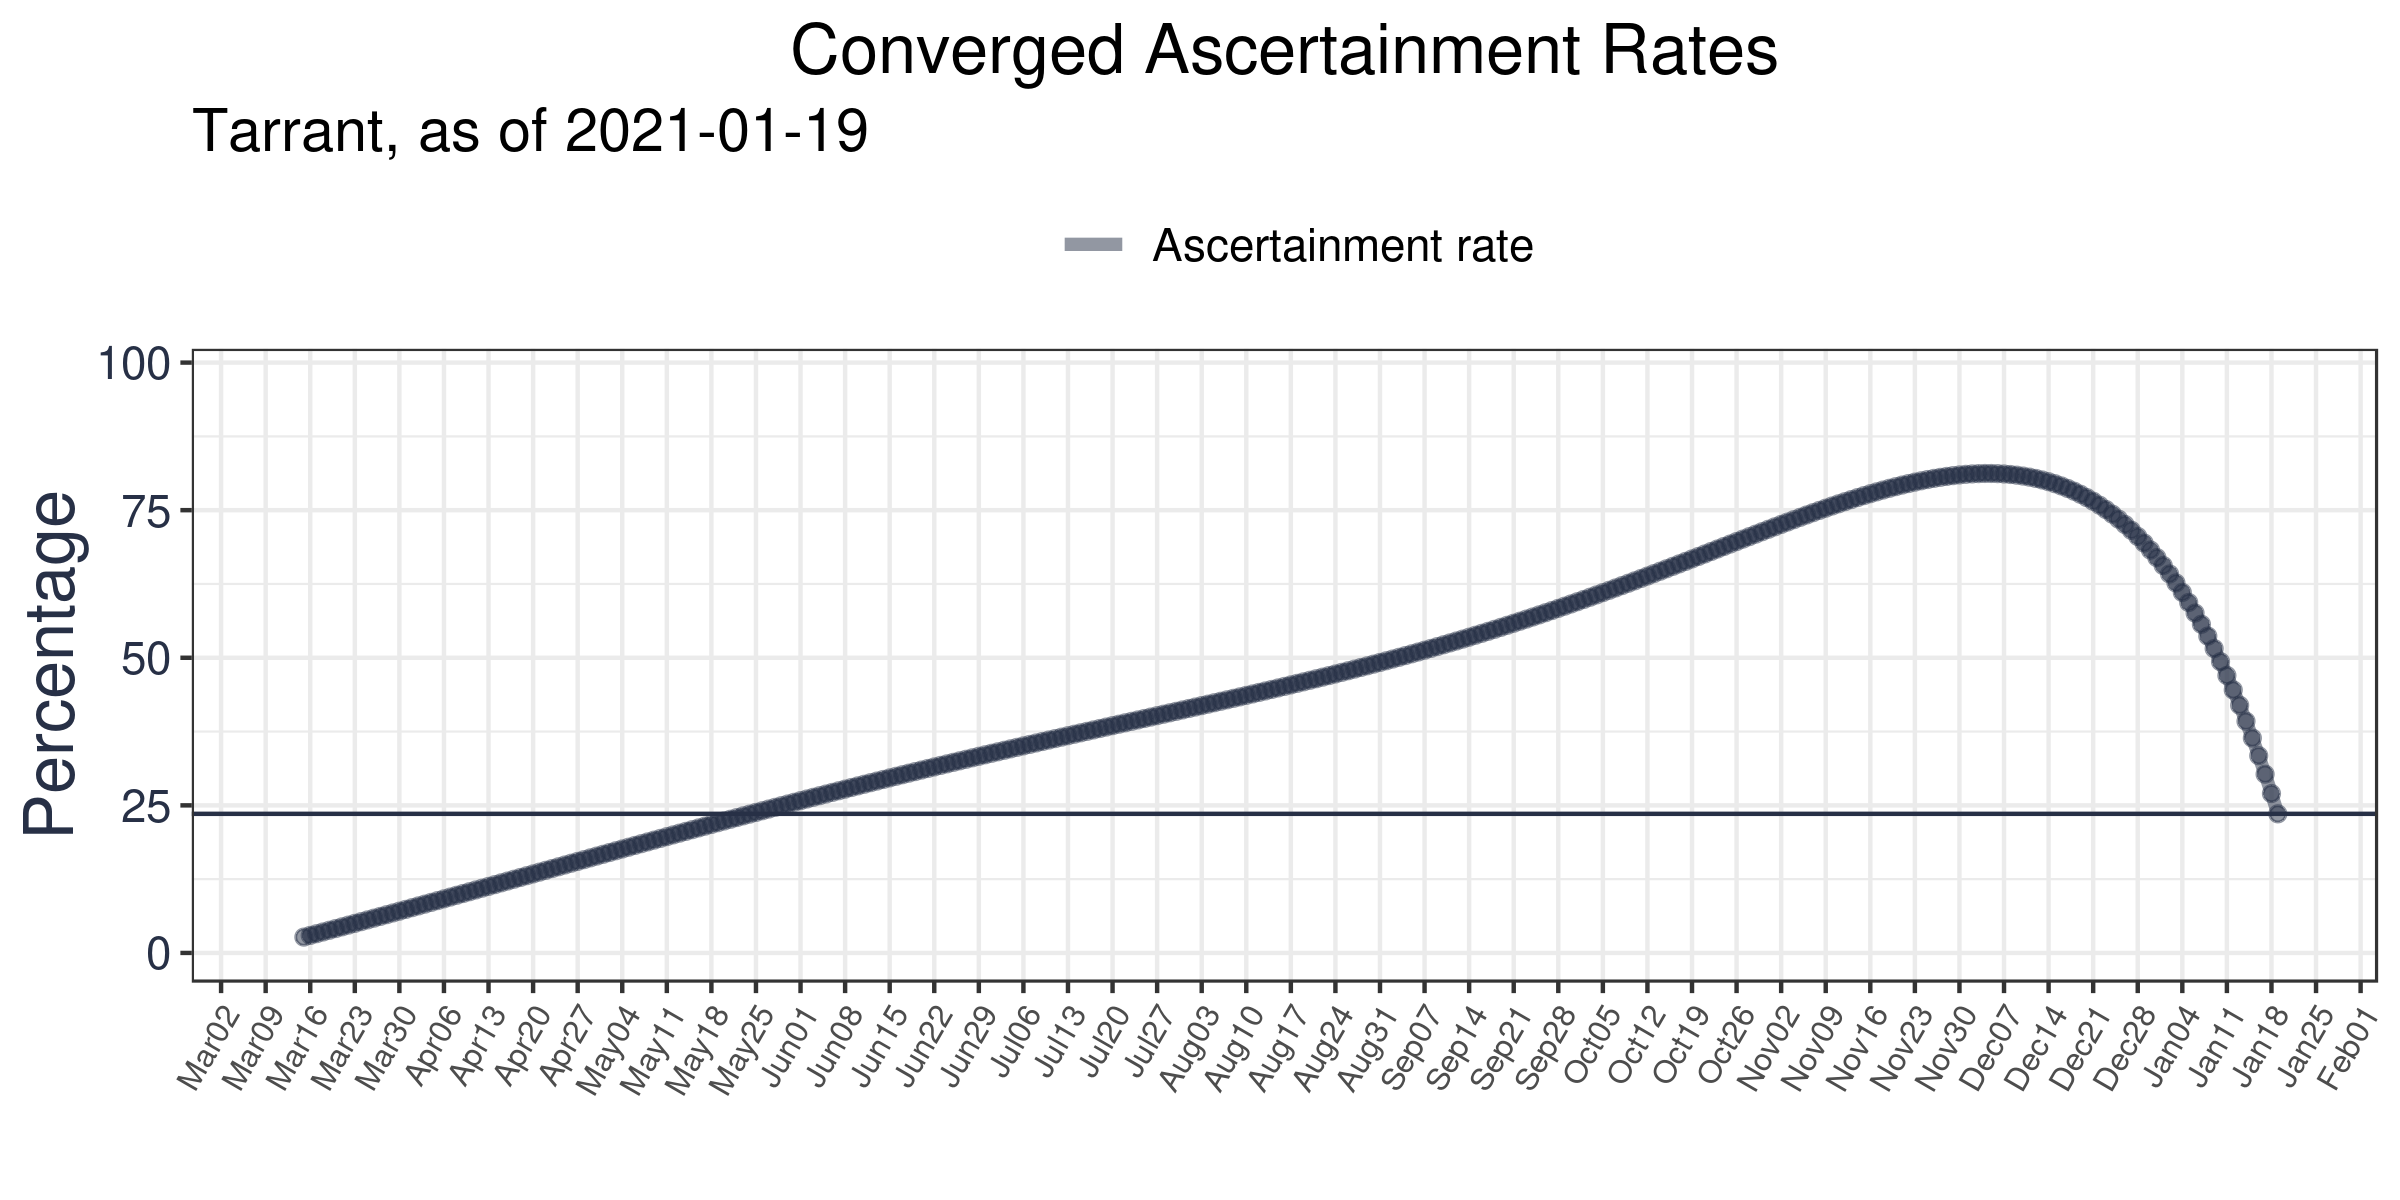 Converged Ascertainment Rates
Tarrant, as of 2021-01-19
Ascertainment rate
Percentage
100
75
50
25
0
Mar02
Mar09
Mar16
Mar23
Mar30
Apr06
Apr13
Apr20
Apr27
May04
May11
May18
May25
Jun01
Jun08
Jun15
Jun22
Jun29
Jul06
Jul13
Jul20
Jul27
Aug03
Aug10
Aug17
Aug24
Aug31
Sep07
Sep14
Sep21
Sep28
Oct05
Oct12
Oct19
Oct26
Nov02
Nov09
Nov16
Nov23
Nov30
Dec07
Dec14
Dec21
Dec28
Jan04
Jan11
Jan18
Jan25
Feb01